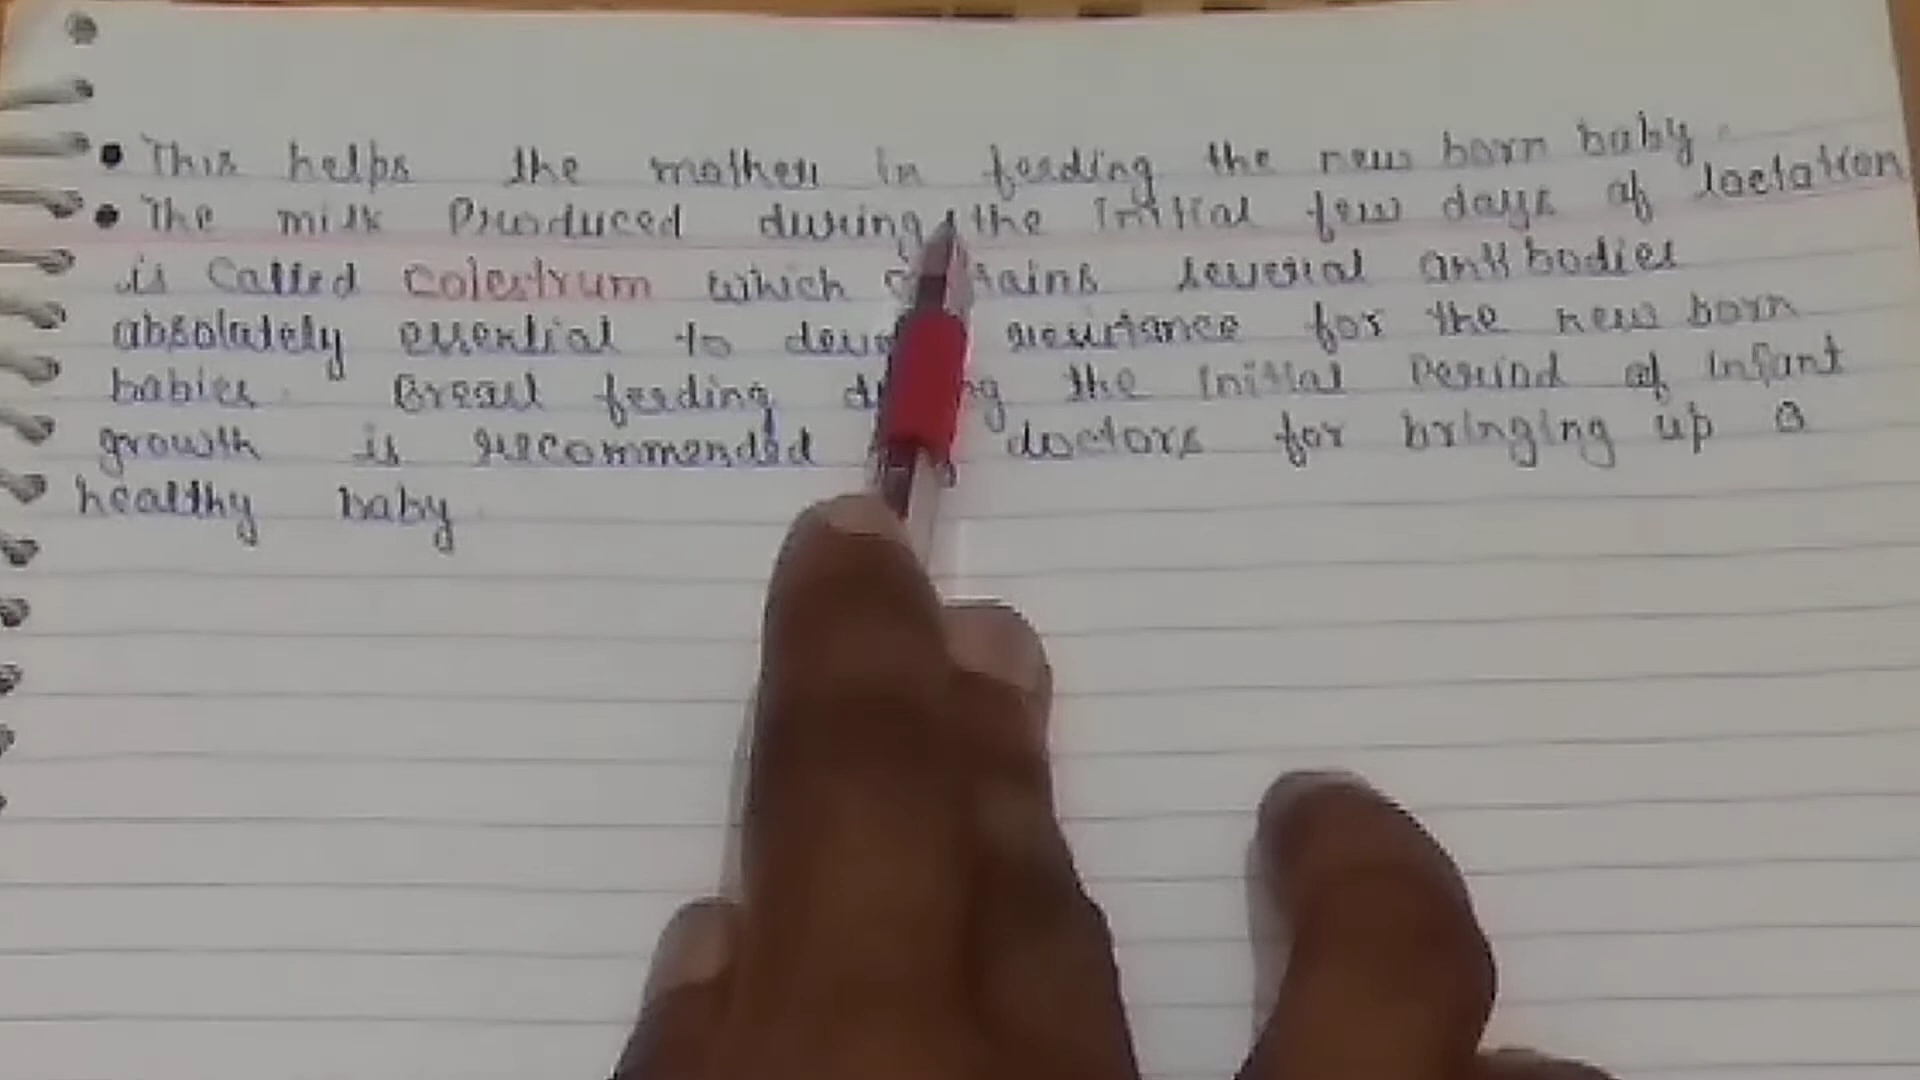 • This helps the mother in feeding the new born baby.
• The milk Produced during the Initial few days of lactation
is Called Colestrum which several antibodies
absolutely essential to resistance for the new born
babies. Breast feeding the Initial Period of Infant
growth is recommended doctors for bringing up a
healthy baby.